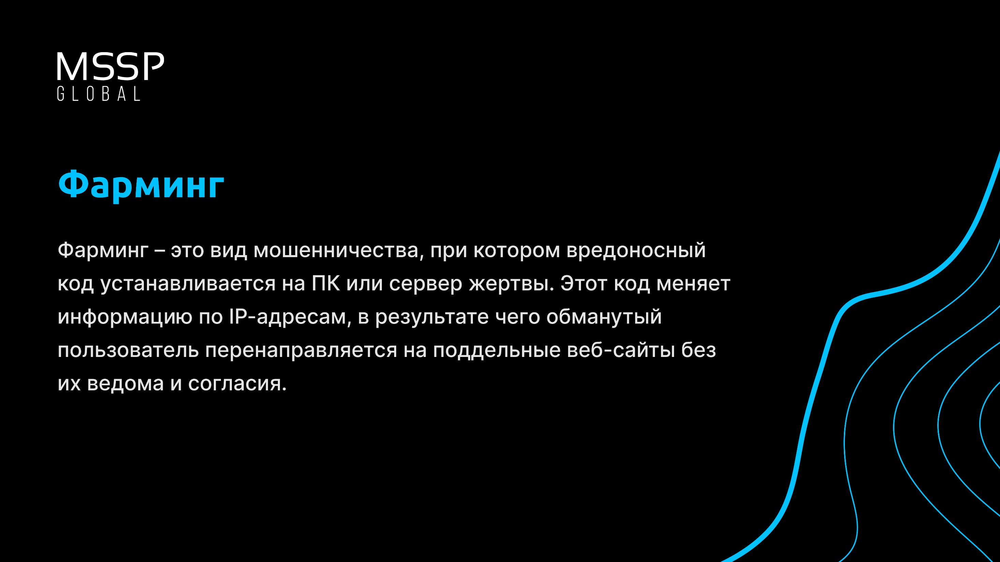 MSSP
GLOBAL
Фарминг
Фарминг – это вид мошенничества, при котором вредоносный
код устанавливается на ПК или сервер жертвы. Этот код меняет
информацию по IP-адресам, в результате чего обманутый
пользователь перенаправляется на поддельные веб-сайты без
их ведома и согласия.